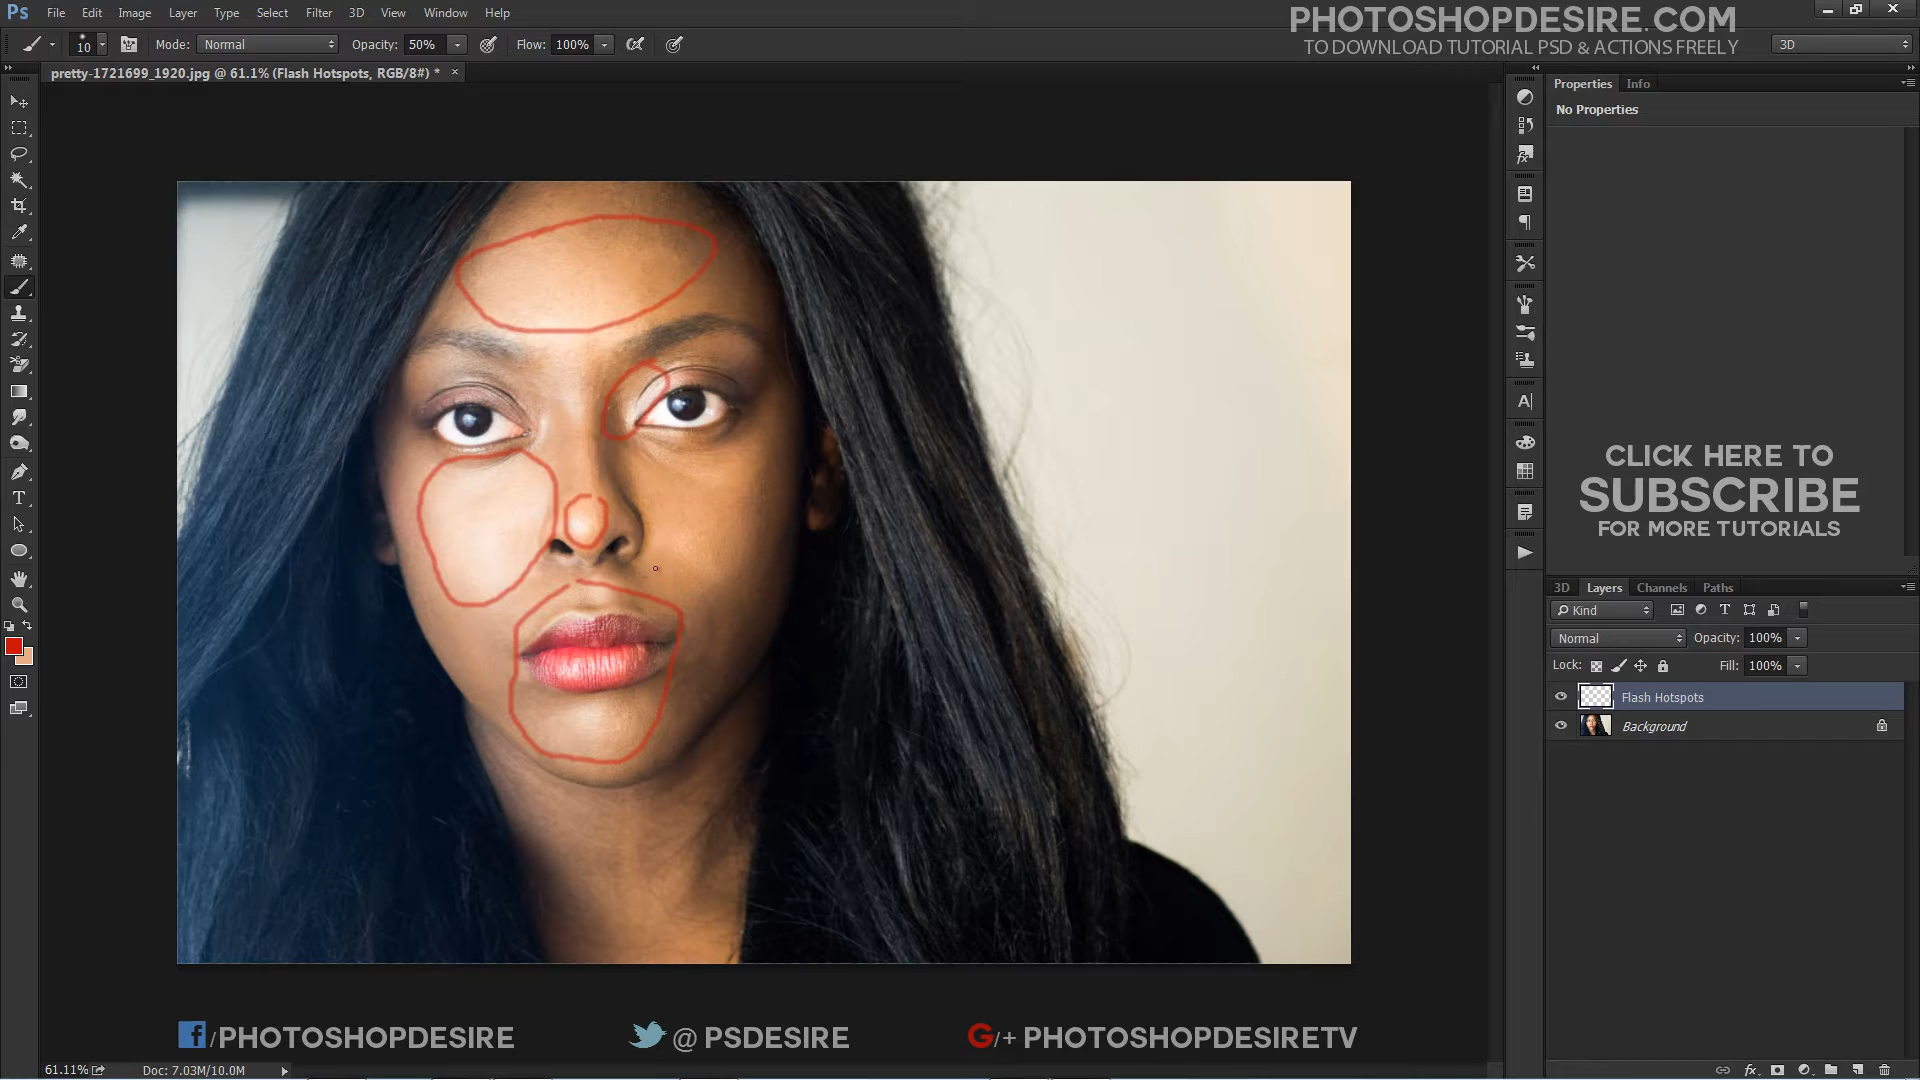 Ps File Edit Image Layer Type Select Filter 3D View Window Help
PHOTOSHOPDESIRE.COM
10 Mode: Normal Opacity: 50% Flow: 100%
TO DOWNLOAD TUTORIAL PSD & ACTIONS FREELY
3D
pretty-1721699_1920.jpg @ 61.1% (Flash Hotspots, RGB/8#) * ×
Properties Info
No Properties
CLICK HERE TO
SUBSCRIBE
FOR MORE TUTORIALS
3D Layers Channels Paths
Kind
Normal Opacity: 100%
Lock: Fill: 100%
Flash Hotspots
Background
/PHOTOSHOPDESIRE
@ PSDESIRE
G/+ PHOTOSHOPDESIRETV
61.11% Doc: 7.03M/10.0M